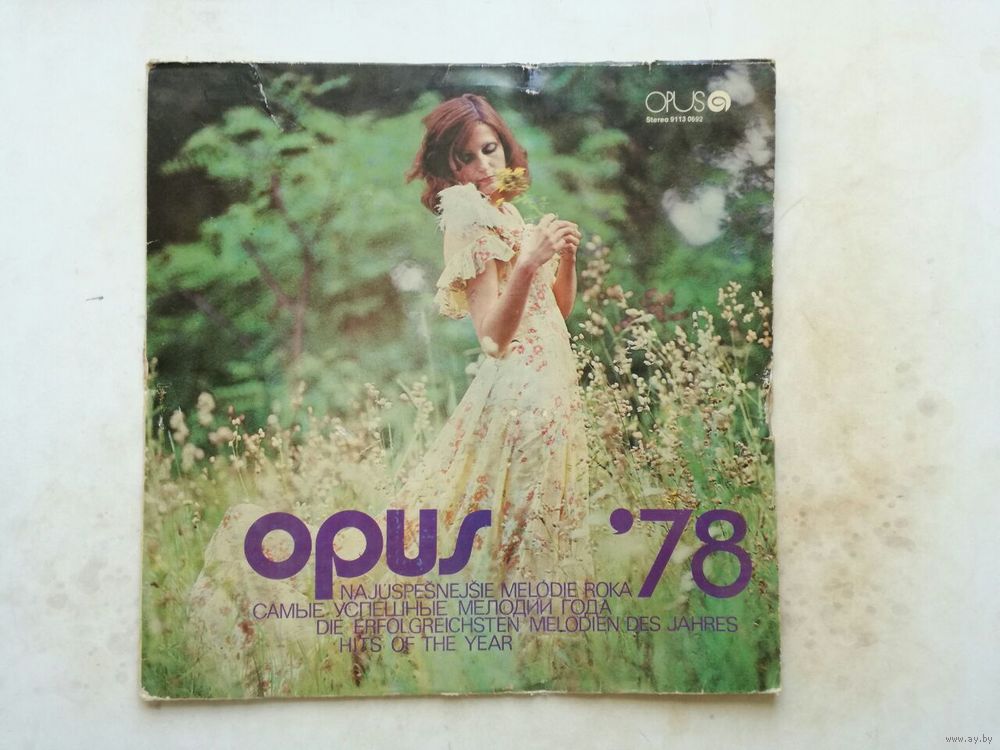 OPUS
Stereo 9113 0692
opus '78
NAJÚSPEŠNEJŠIE MELÓDIE ROKA
САМЫЕ УСПЕШНЫЕ МЕЛОДИИ ГОДА
DIE ERFOLGREICHSTEN MELODIEN DES JAHRES
HITS OF THE YEAR
www.ay.by